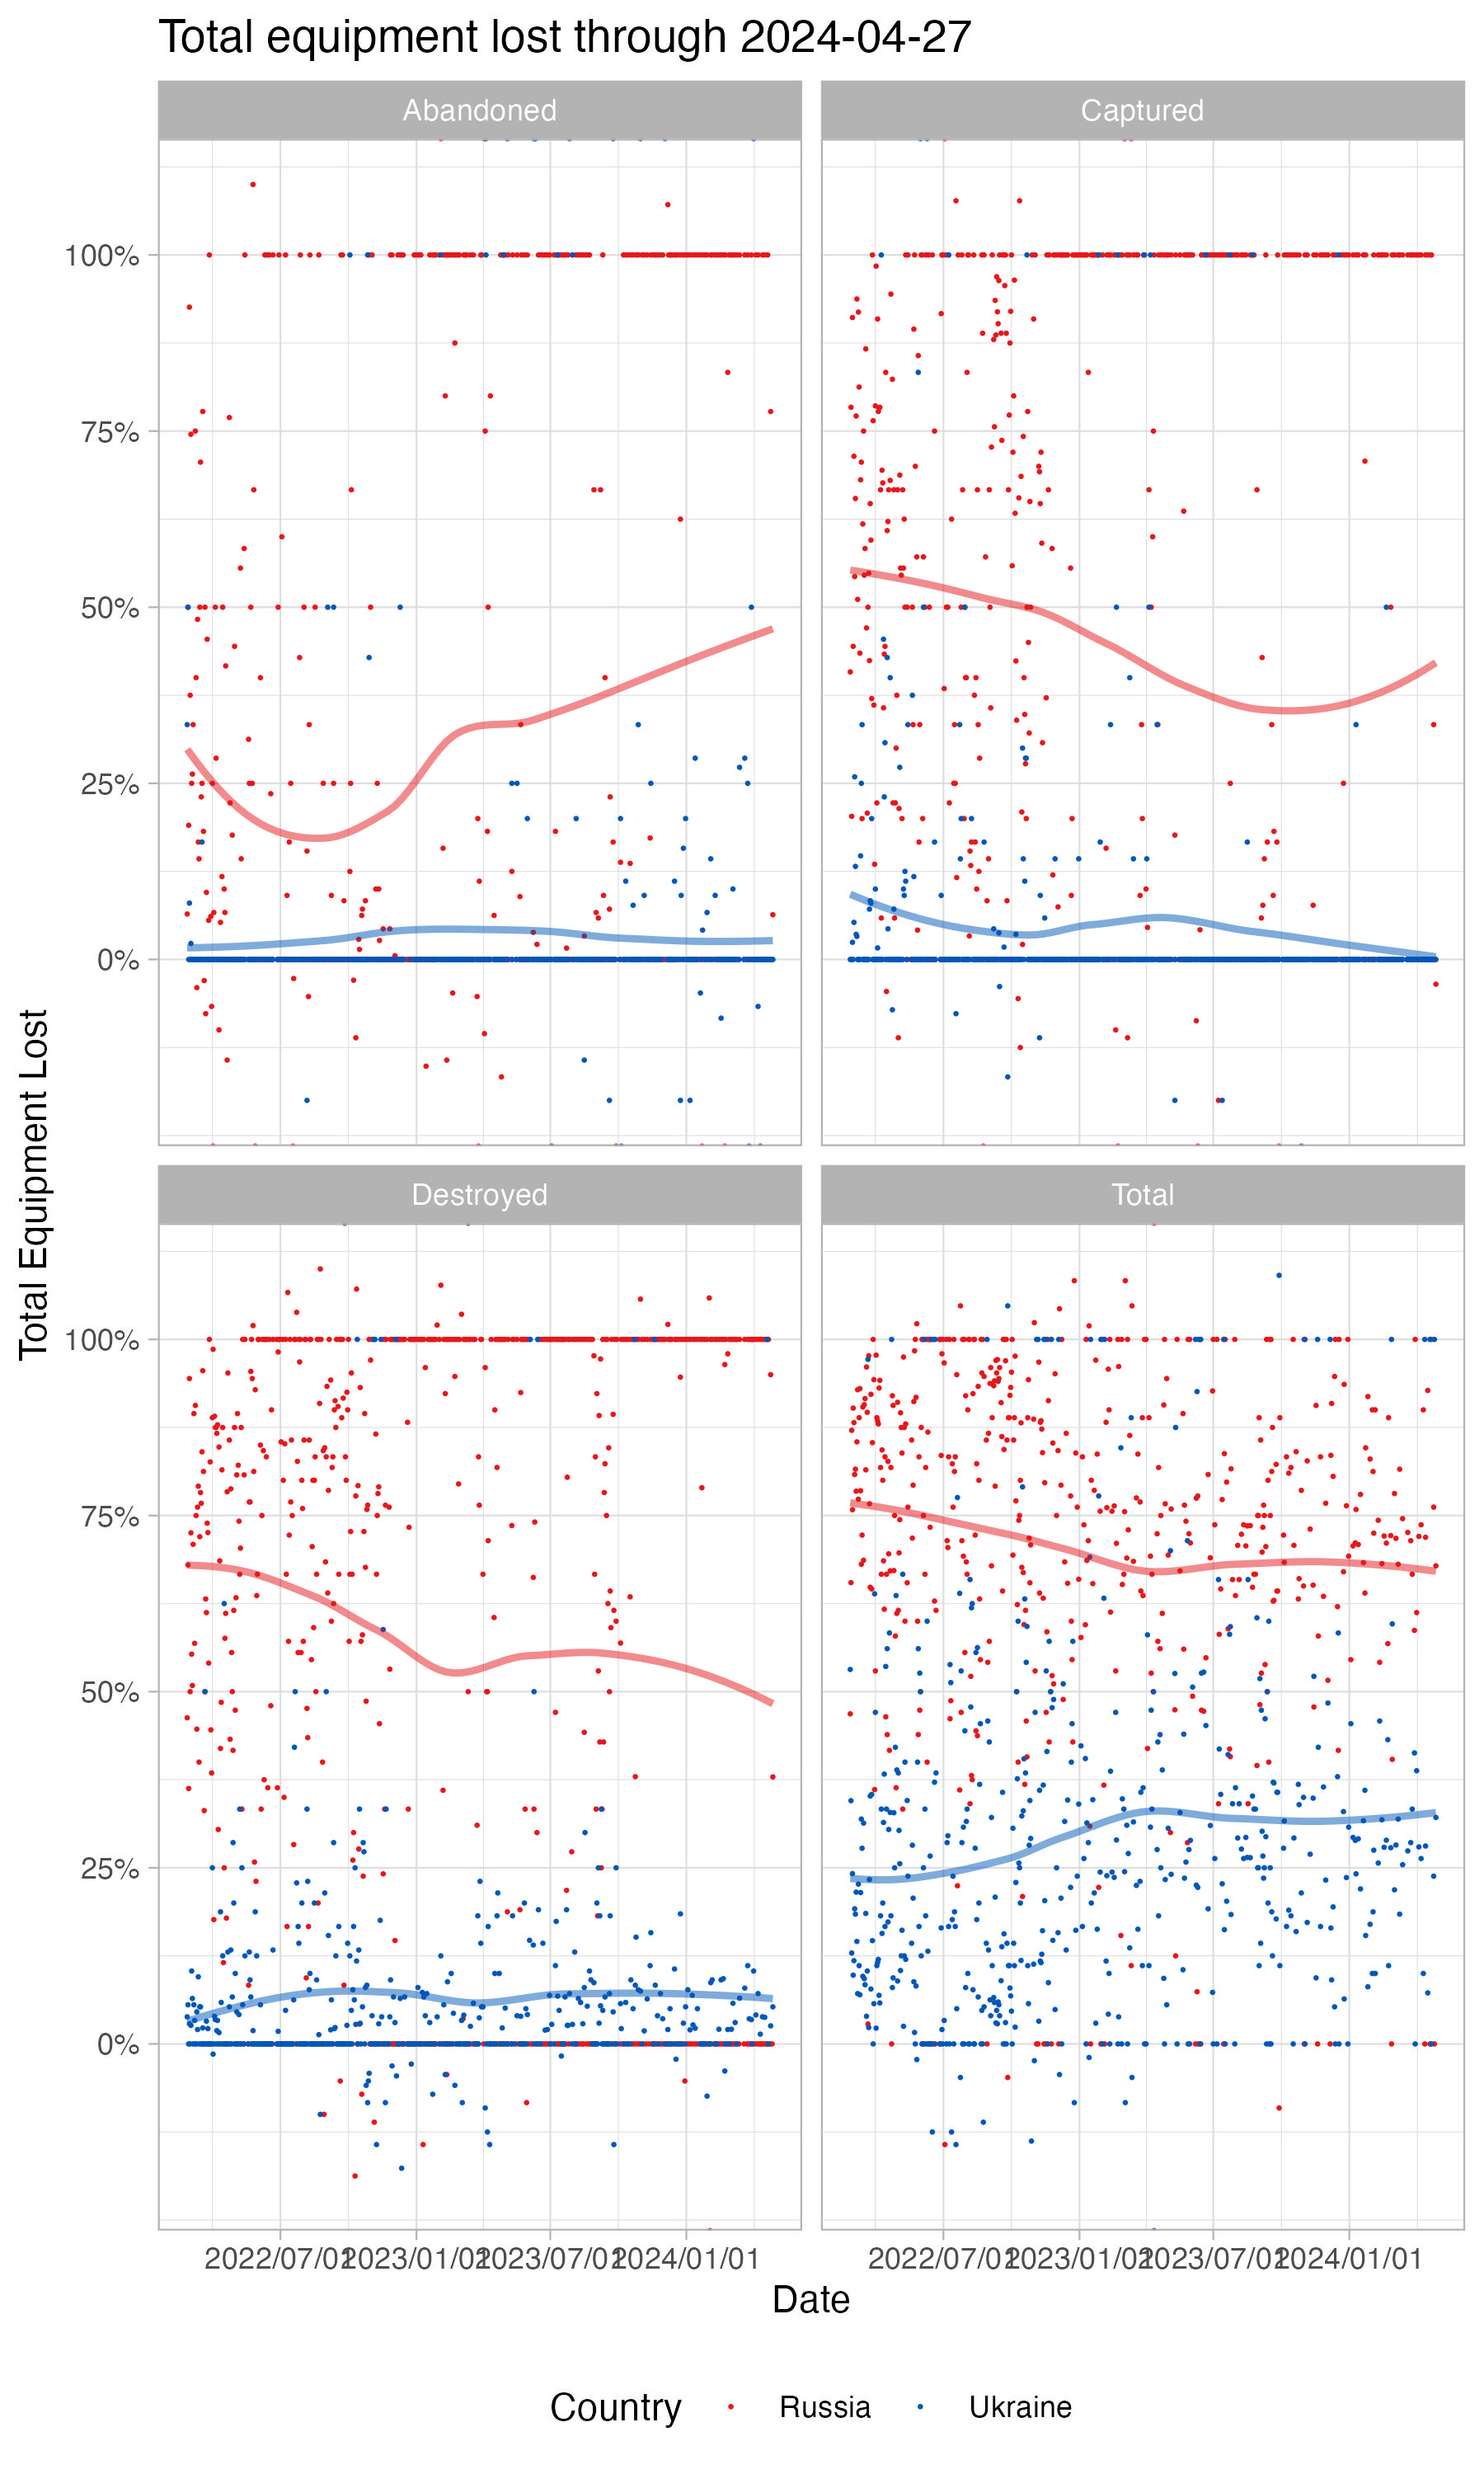 Total equipment lost through 2024-04-27
Abandoned
Captured
100%
75%
50%
25%
0%
Destroyed
Total
100%
75%
50%
25%
0%
Total Equipment Lost
2022/07/01 2023/01/01 2023/07/01 2024/01/01
2022/07/01 2023/01/01 2023/07/01 2024/01/01
Date
Country Russia Ukraine